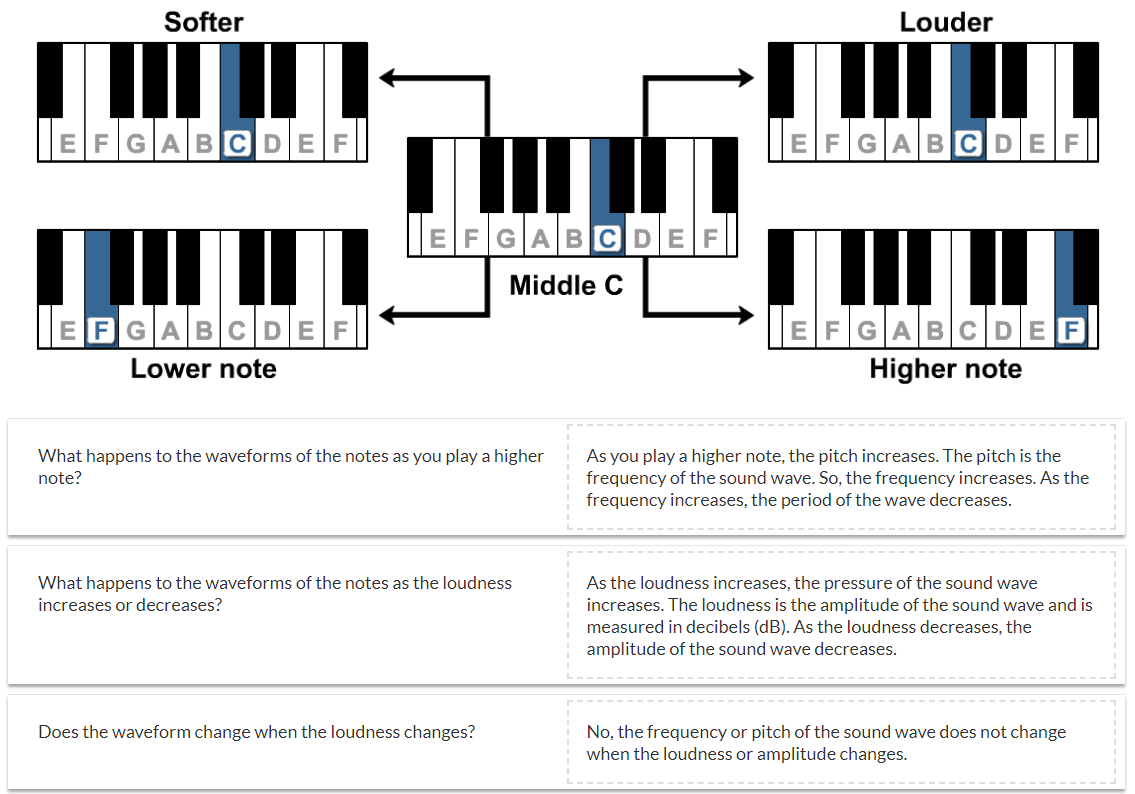 Softer
Louder
E F G A B C D E F
E F G A B C D E F
E F G A B C D E F
Middle C
E F G A B C D E F
E F G A B C D E F
Lower note
Higher note
What happens to the waveforms of the notes as you play a higher
note?
As you play a higher note, the pitch increases. The pitch is the
frequency of the sound wave. So, the frequency increases. As the
frequency increases, the period of the wave decreases.
What happens to the waveforms of the notes as the loudness
increases or decreases?
As the loudness increases, the pressure of the sound wave
increases. The loudness is the amplitude of the sound wave and is
measured in decibels (dB). As the loudness decreases, the
amplitude of the sound wave decreases.
Does the waveform change when the loudness changes?
No, the frequency or pitch of the sound wave does not change
when the loudness or amplitude changes.